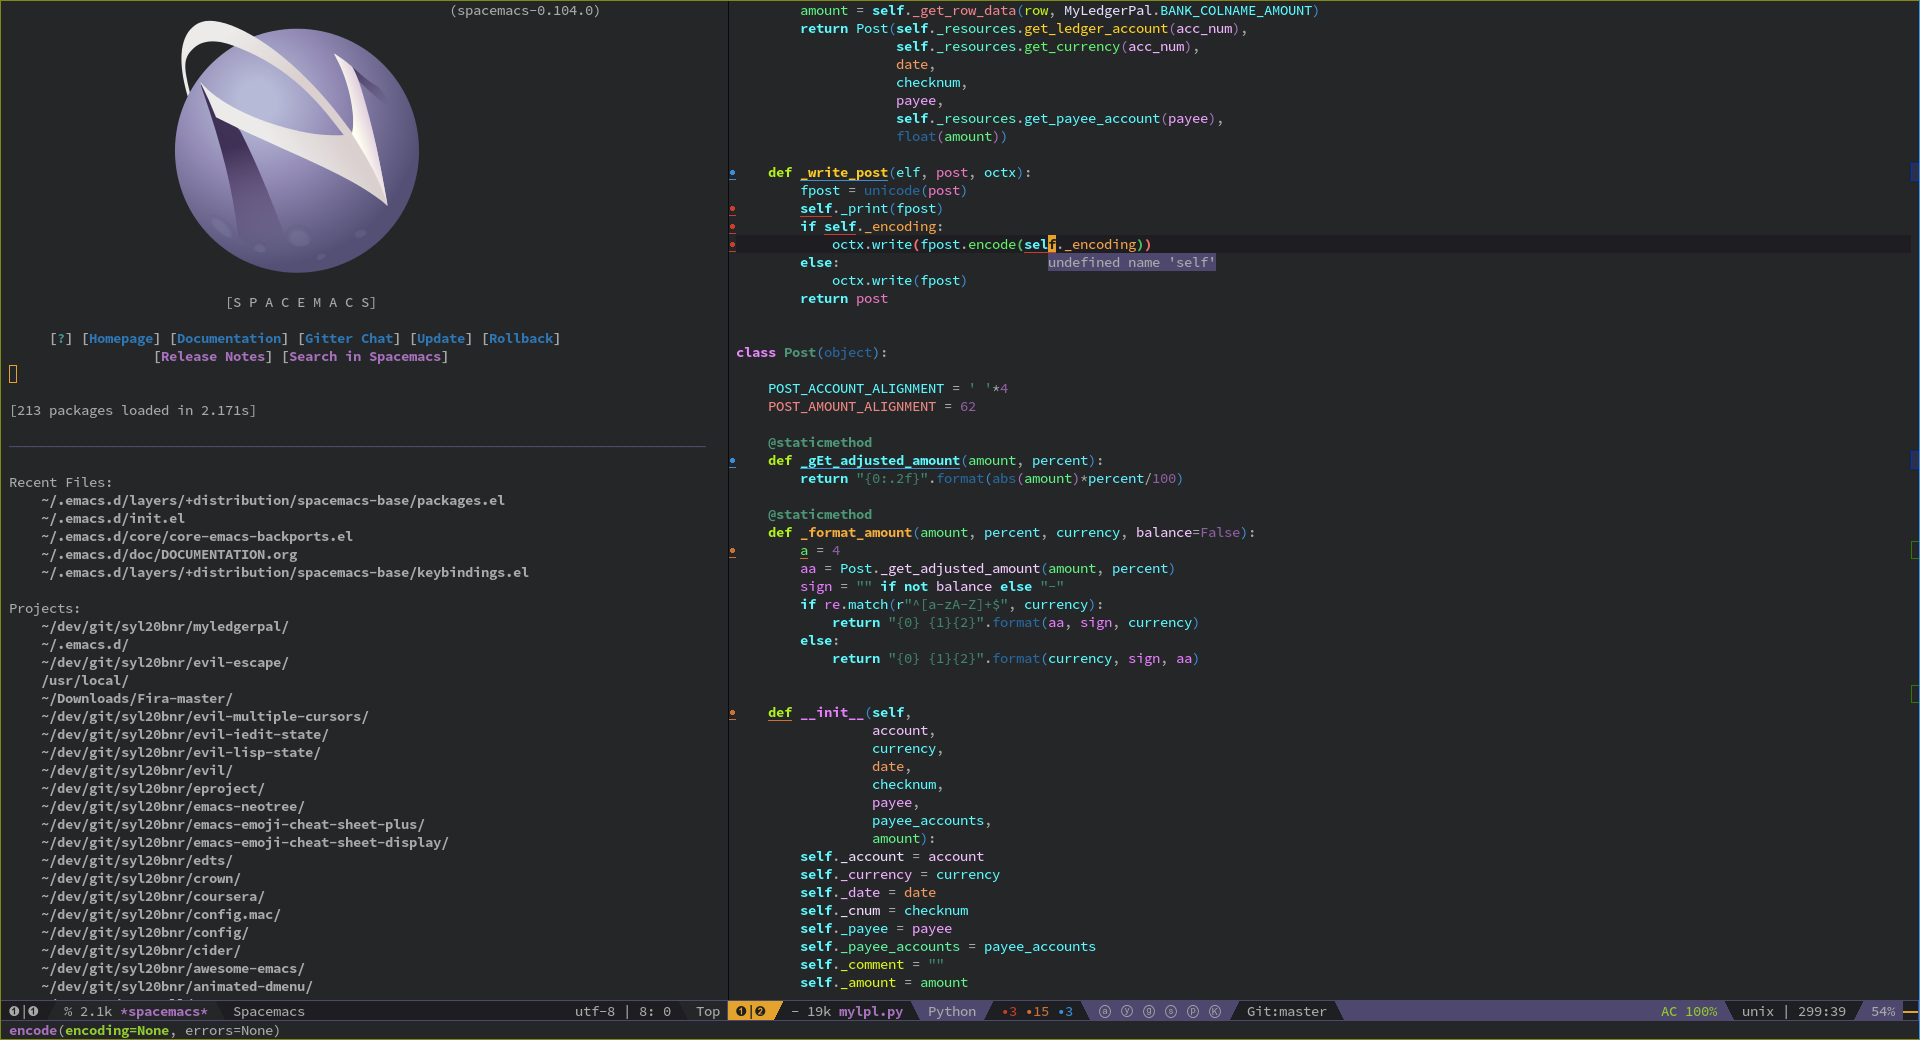 (spacemacs-0.104.0)
[S P A C E M A C S]
[?] [Homepage] [Documentation] [Gitter Chat] [Update] [Rollback]
[Release Notes] [Search in Spacemacs]
[213 packages loaded in 2.171s]
Recent Files:
~/.emacs.d/layers/+distribution/spacemacs-base/packages.el
~/.emacs.d/init.el
~/.emacs.d/core/core-emacs-backports.el
~/.emacs.d/doc/DOCUMENTATION.org
~/.emacs.d/layers/+distribution/spacemacs-base/keybindings.el
Projects:
~/dev/git/syl20bnr/myledgerpal/
~/.emacs.d/
~/dev/git/syl20bnr/evil-escape/
/usr/local/
~/Downloads/Fira-master/
~/dev/git/syl20bnr/evil-multiple-cursors/
~/dev/git/syl20bnr/evil-iedit-state/
~/dev/git/syl20bnr/evil-lisp-state/
~/dev/git/syl20bnr/evil/
~/dev/git/syl20bnr/eproject/
~/dev/git/syl20bnr/emacs-neotree/
~/dev/git/syl20bnr/emacs-emoji-cheat-sheet-plus/
~/dev/git/syl20bnr/emacs-emoji-cheat-sheet-display/
~/dev/git/syl20bnr/edts/
~/dev/git/syl20bnr/crown/
~/dev/git/syl20bnr/coursera/
~/dev/git/syl20bnr/config.mac/
~/dev/git/syl20bnr/config/
~/dev/git/syl20bnr/cider/
~/dev/git/syl20bnr/awesome-emacs/
~/dev/git/syl20bnr/animated-dmenu/
❶|❶ % 2.1k *spacemacs* Spacemacs utf-8 | 8: 0 Top
amount = self._get_row_data(row, MyLedgerPal.BANK_COLNAME_AMOUNT)
return Post(self._resources.get_ledger_account(acc_num),
self._resources.get_currency(acc_num),
date,
checknum,
payee,
self._resources.get_payee_account(payee),
float(amount))
def _write_post(elf, post, octx):
fpost = unicode(post)
self._print(fpost)
if self._encoding:
octx.write(fpost.encode(self._encoding))
else:
undefined name 'self'
octx.write(fpost)
return post
class Post(object):
POST_ACCOUNT_ALIGNMENT = ' '*4
POST_AMOUNT_ALIGNMENT = 62
@staticmethod
def _gEt_adjusted_amount(amount, percent):
return "{0:.2f}".format(abs(amount)*percent/100)
@staticmethod
def _format_amount(amount, percent, currency, balance=False):
a = 4
aa = Post._get_adjusted_amount(amount, percent)
sign = "" if not balance else "-"
if re.match(r"^[a-zA-Z]+$", currency):
return "{0} {1}{2}".format(aa, sign, currency)
else:
return "{0} {1}{2}".format(currency, sign, aa)
def __init__(self,
account,
currency,
date,
checknum,
payee,
payee_accounts,
amount):
self._account = account
self._currency = currency
self._date = date
self._cnum = checknum
self._payee = payee
self._payee_accounts = payee_accounts
self._comment = ""
self._amount = amount
❶|❷ - 19k mylpl.py Python •3 •15 •3 ⓐ ⓨ ⓖ ⓢ ⓟ Ⓚ Git:master AC 100% unix | 299:39 54%
encode(encoding=None, errors=None)